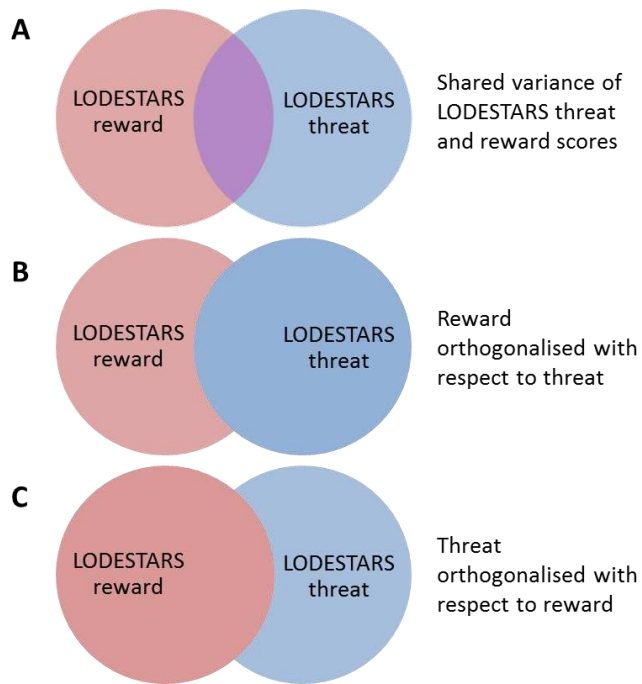 A
LODESTARS
reward
LODESTARS
threat
Shared variance of
LODESTARS threat
and reward scores
B
LODESTARS
reward
LODESTARS
threat
Reward
orthogonalised with
respect to threat
C
LODESTARS
reward
LODESTARS
threat
Threat
orthogonalised with
respect to reward